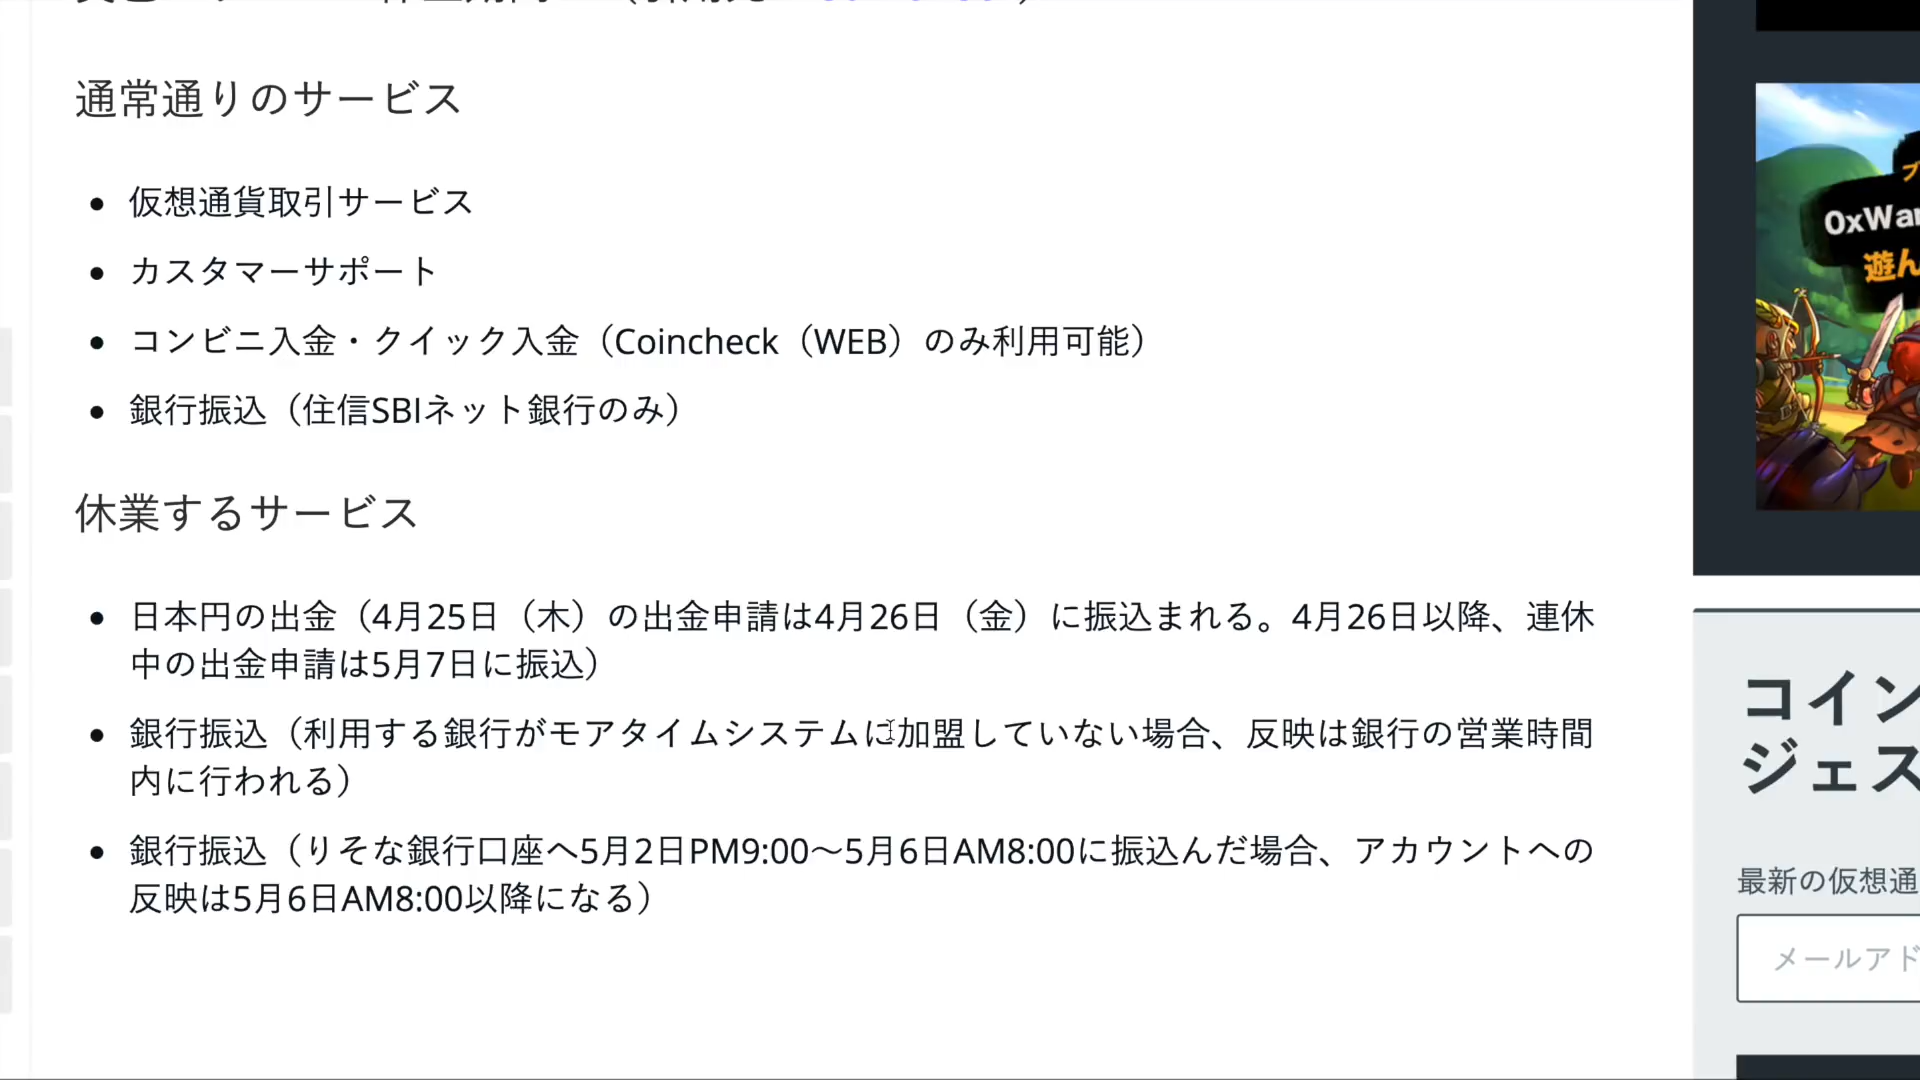 通常通りのサービス
• 仮想通貨取引サービス
• カスタマーサポート
• コンビニ入金・クイック入金（Coincheck（WEB）のみ利用可能）
• 銀行振込（住信SBIネット銀行のみ）
休業するサービス
• 日本円の出金（4月25日（木）の出金申請は4月26日（金）に振込まれる。4月26日以降、連休
中の出金申請は5月7日に振込）
• 銀行振込（利用する銀行がモアタイムシステムに加盟していない場合、反映は銀行の営業時間
内に行われる）
• 銀行振込（りそな銀行口座へ5月2日PM9:00〜5月6日AM8:00に振込んだ場合、アカウントへの
反映は5月6日AM8:00以降になる）
ブ
0xWar
遊ん
コイン
ジェス
最新の仮想通
メールアド